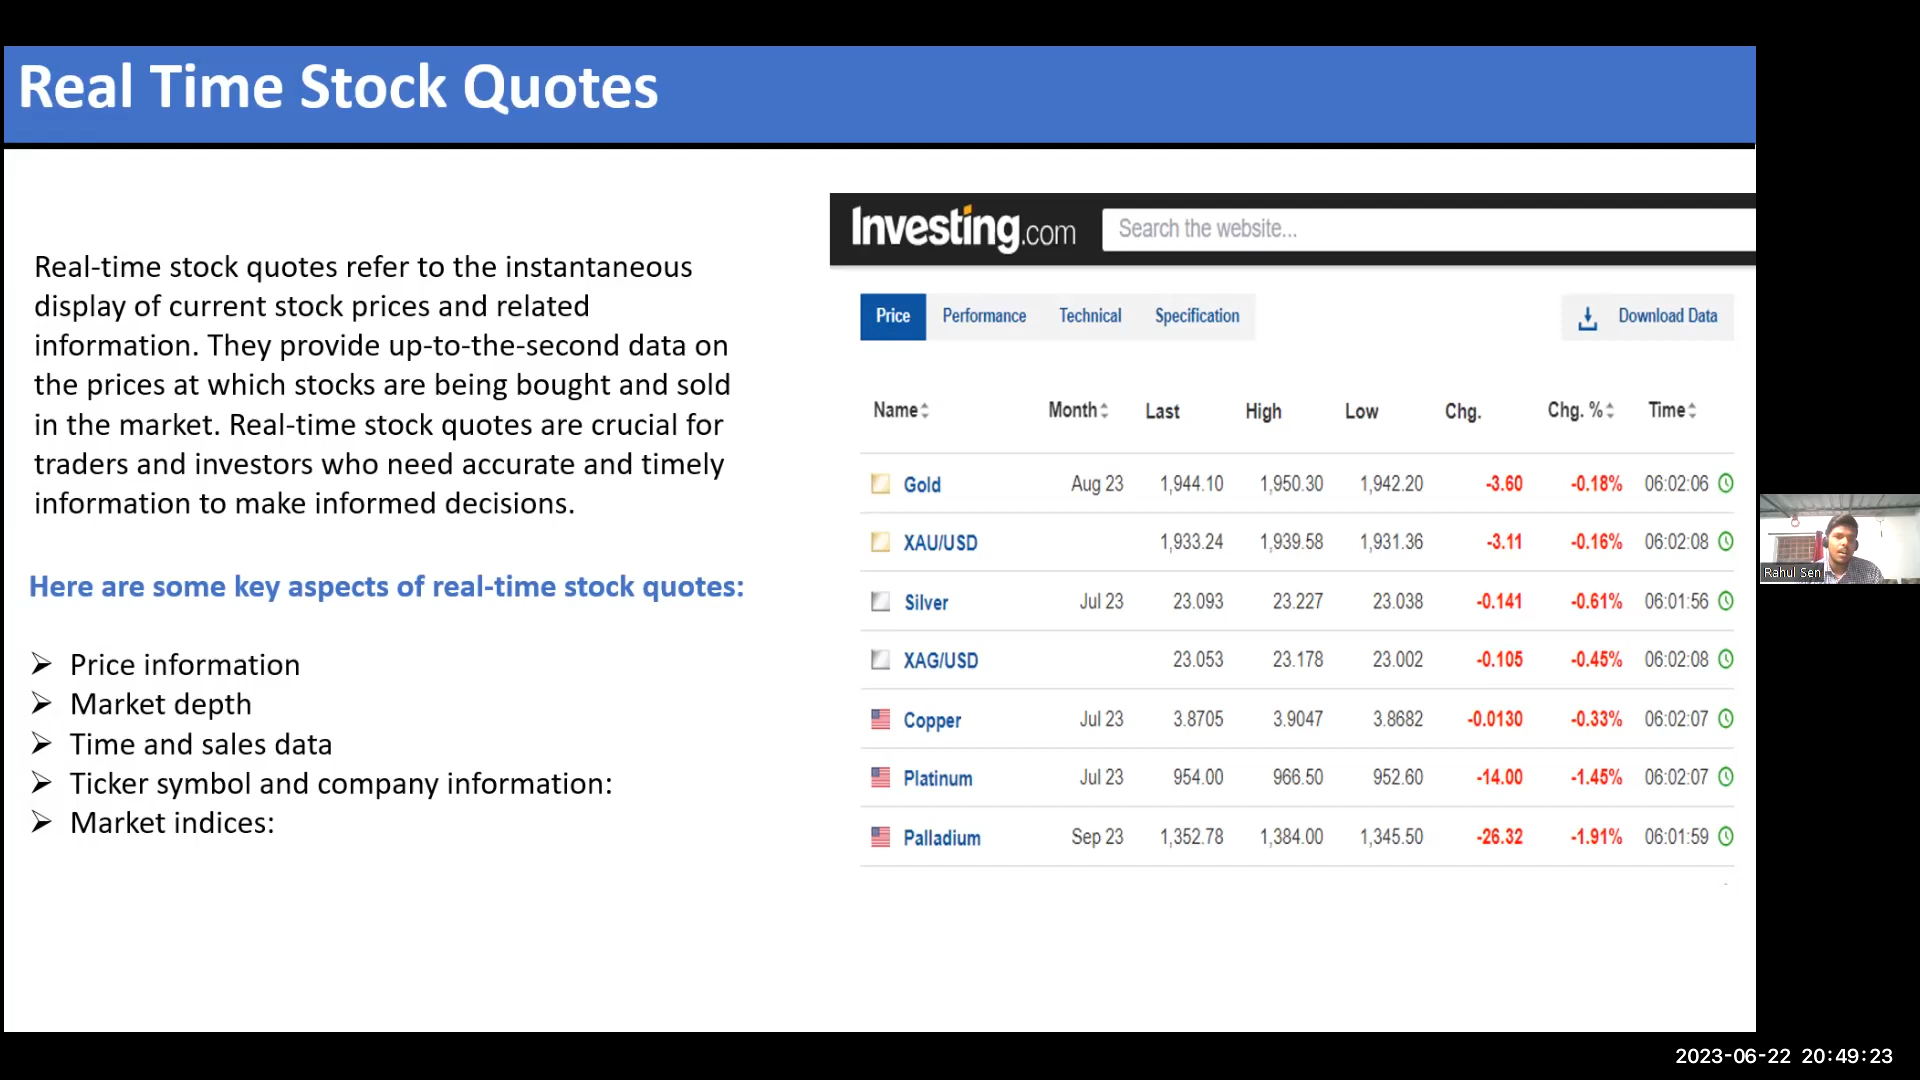 Real Time Stock Quotes
Real-time stock quotes refer to the instantaneous
display of current stock prices and related
information. They provide up-to-the-second data on
the prices at which stocks are being bought and sold
in the market. Real-time stock quotes are crucial for
traders and investors who need accurate and timely
information to make informed decisions.
Here are some key aspects of real-time stock quotes:
Price information
Market depth
Time and sales data
Ticker symbol and company information:
Market indices:
Investing.com Search the website...
Price Performance Technical Specification Download Data
Name Month Last High Low Chg. Chg. % Time
Gold Aug 23 1,944.10 1,950.30 1,942.20 -3.60 -0.18% 06:02:06
XAU/USD 1,933.24 1,939.58 1,931.36 -3.11 -0.16% 06:02:08
Silver Jul 23 23.093 23.227 23.038 -0.141 -0.61% 06:01:56
XAG/USD 23.053 23.178 23.002 -0.105 -0.45% 06:02:08
Copper Jul 23 3.8705 3.9047 3.8682 -0.0130 -0.33% 06:02:07
Platinum Jul 23 954.00 966.50 952.60 -14.00 -1.45% 06:02:07
Palladium Sep 23 1,352.78 1,384.00 1,345.50 -26.32 -1.91% 06:01:59
Rahul Sen
2023-06-22 20:49:23